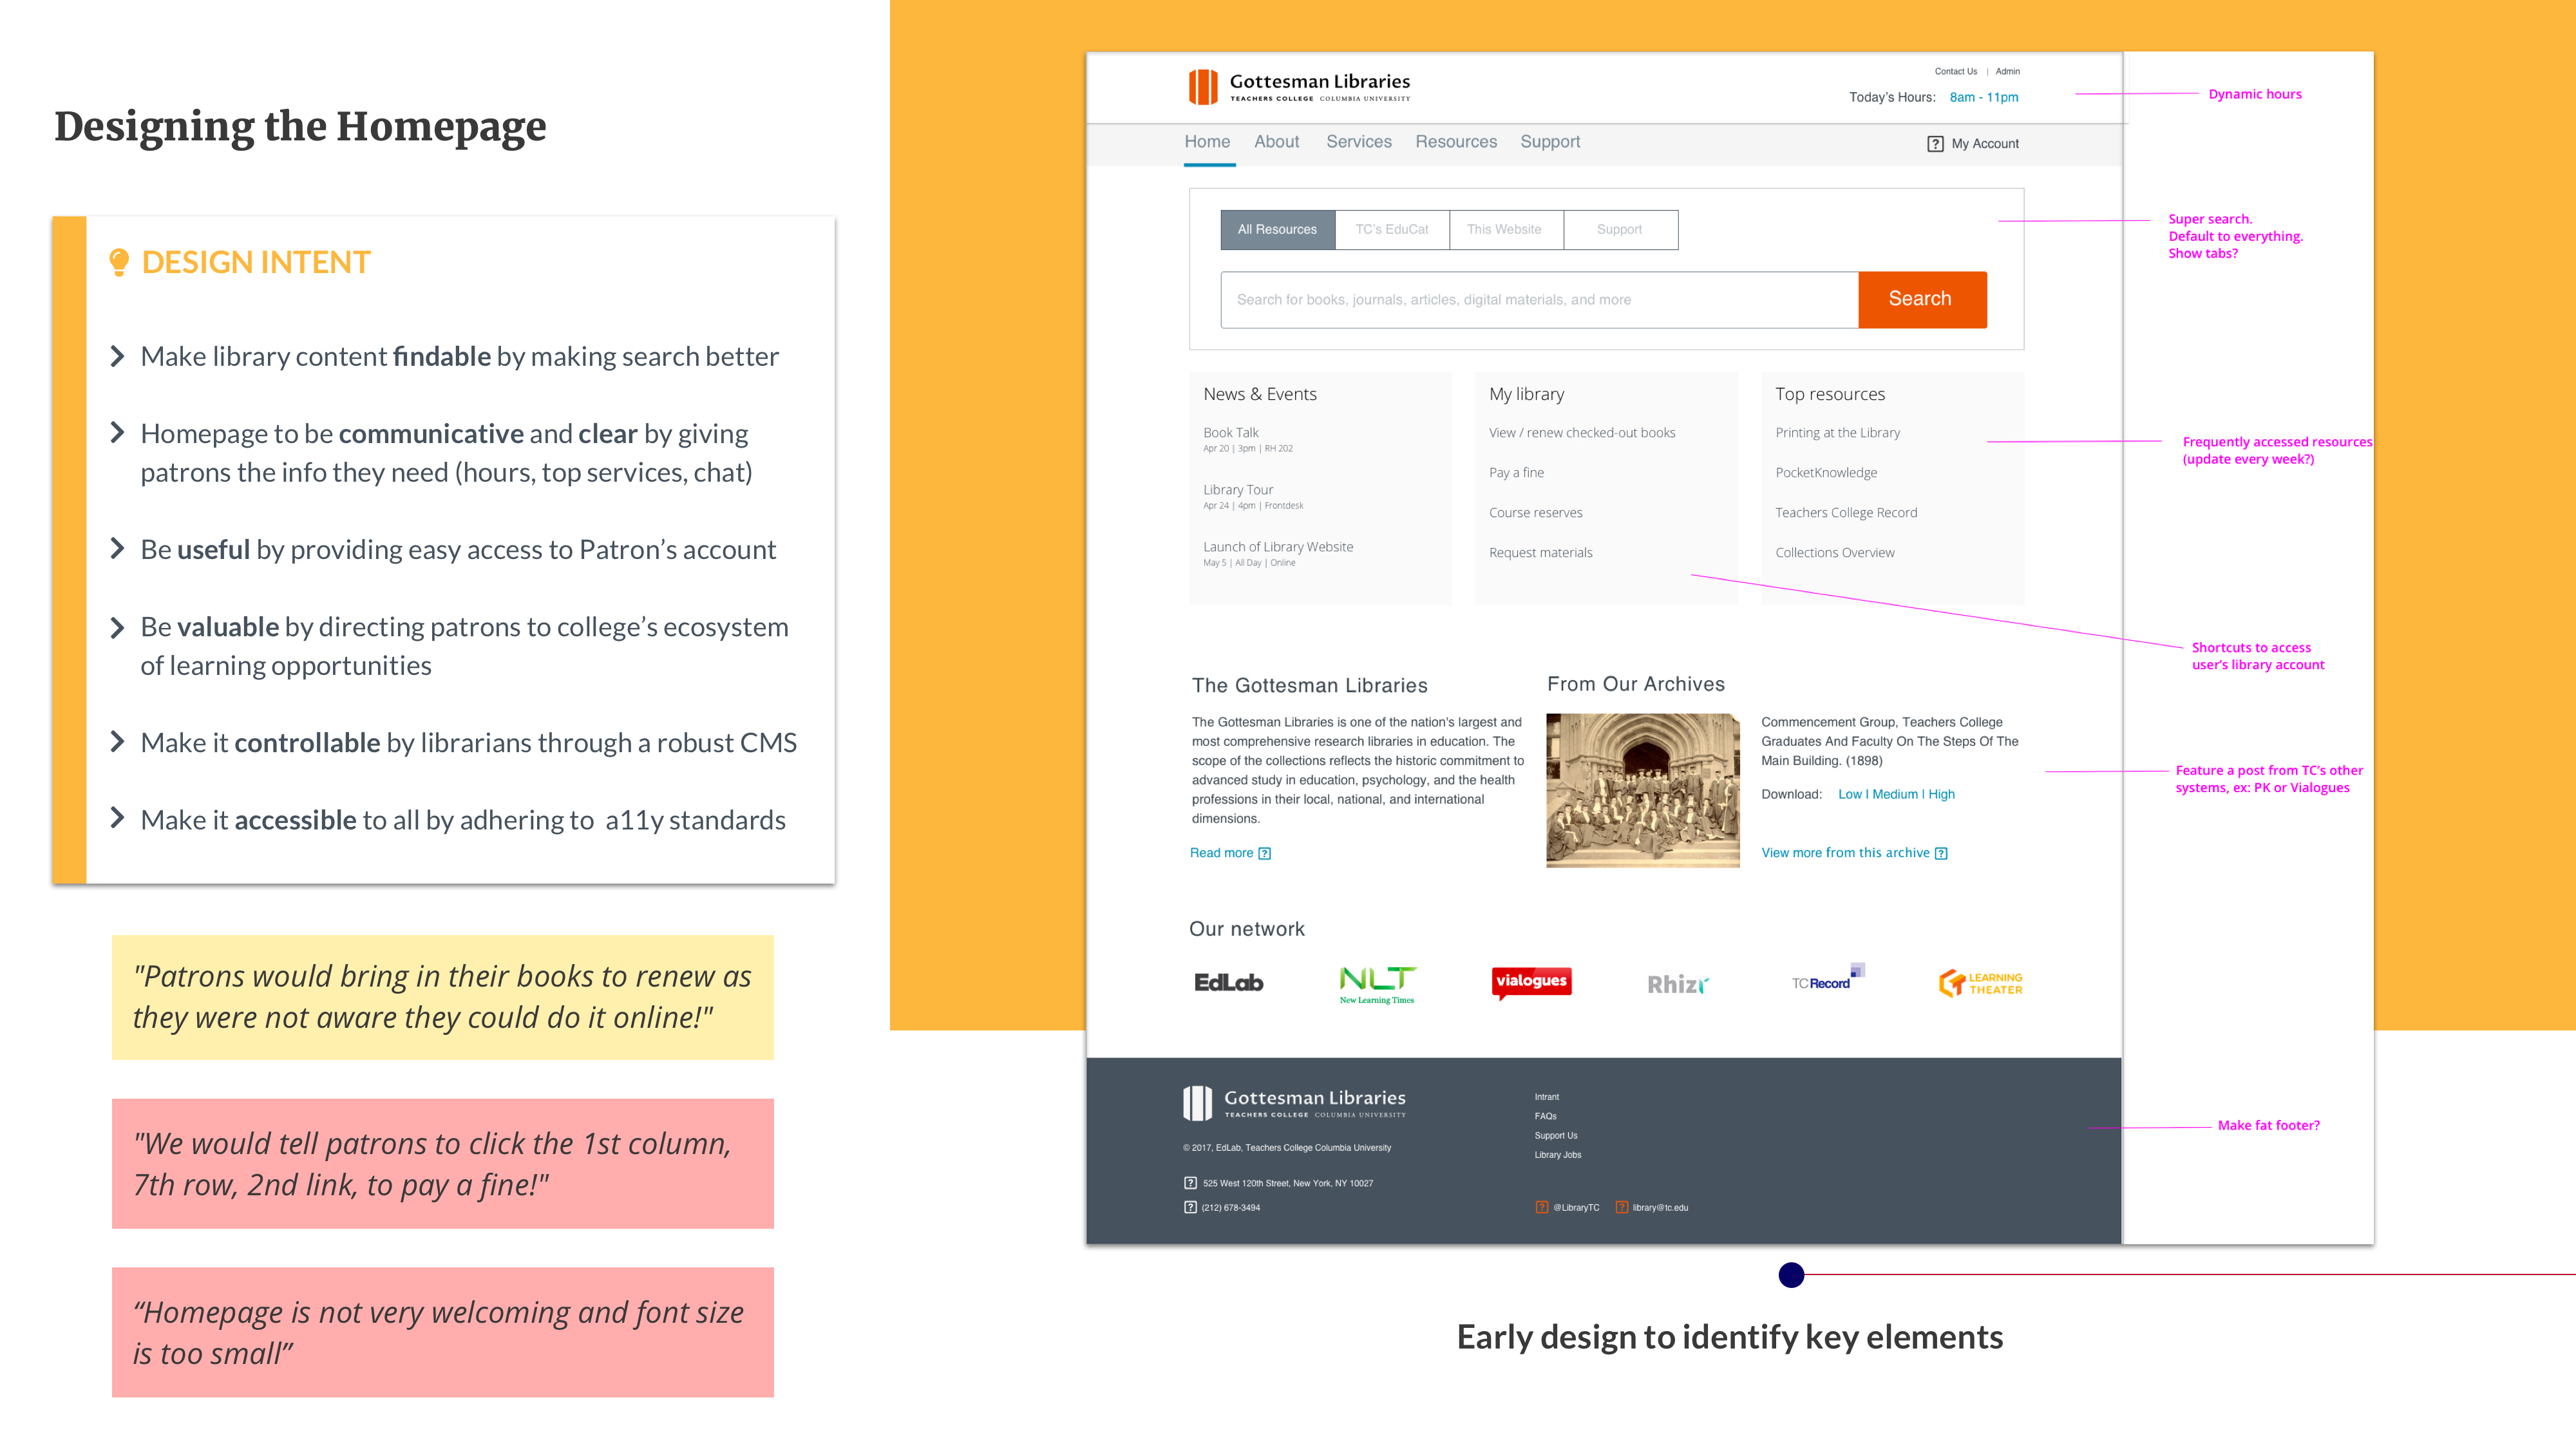 Designing the Homepage
DESIGN INTENT
Make library content findable by making search better
Homepage to be communicative and clear by giving
patrons the info they need (hours, top services, chat)
Be useful by providing easy access to Patron’s account
Be valuable by directing patrons to college’s ecosystem
of learning opportunities
Make it controllable by librarians through a robust CMS
Make it accessible to all by adhering to a11y standards
"Patrons would bring in their books to renew as
they were not aware they could do it online!"
"We would tell patrons to click the 1st column,
7th row, 2nd link, to pay a fine!"
“Homepage is not very welcoming and font size
is too small”
Gottesman Libraries
TEACHERS COLLEGE COLUMBIA UNIVERSITY
Contact Us | Admin
Today’s Hours: 8am - 11pm
Home About Services Resources Support
? My Account
All Resources TC’s EduCat This Website Support
Search for books, journals, articles, digital materials, and more
Search
News & Events
Book Talk
Apr 20 | 3pm | RH 202
Library Tour
Apr 24 | 4pm | Frontdesk
Launch of Library Website
May 5 | All Day | Online
My library
View / renew checked-out books
Pay a fine
Course reserves
Request materials
Top resources
Printing at the Library
PocketKnowledge
Teachers College Record
Collections Overview
The Gottesman Libraries
The Gottesman Libraries is one of the nation's largest and
most comprehensive research libraries in education. The
scope of the collections reflects the historic commitment to
advanced study in education, psychology, and the health
professions in their local, national, and international
dimensions.
Read more ?
From Our Archives
Commencement Group, Teachers College
Graduates And Faculty On The Steps Of The
Main Building. (1898)
Download: Low | Medium | High
View more from this archive ?
Our network
EdLab
NLT
New Learning Times
vialogues
Rhizr
TC Record
LEARNING
THEATER
Gottesman Libraries
TEACHERS COLLEGE COLUMBIA UNIVERSITY
© 2017, EdLab, Teachers College Columbia University
? 525 West 120th Street, New York, NY 10027
? (212) 678-3494
Intrant
FAQs
Support Us
Library Jobs
? @LibraryTC ? library@tc.edu
Dynamic hours
Super search.
Default to everything.
Show tabs?
Frequently accessed resources
(update every week?)
Shortcuts to access
user’s library account
Feature a post from TC’s other
systems, ex: PK or Vialogues
Make fat footer?
Early design to identify key elements